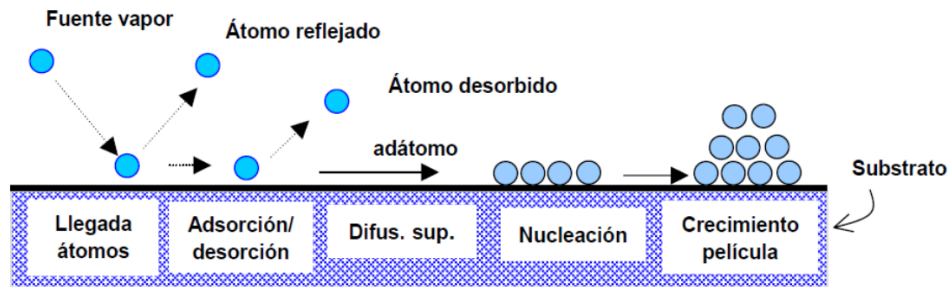 Fuente vapor
Átomo reflejado
Átomo desorbido
adátomo
Substrato
Llegada
átomos
Adsorción/
desorción
Difus. sup.
Nucleación
Crecimiento
película